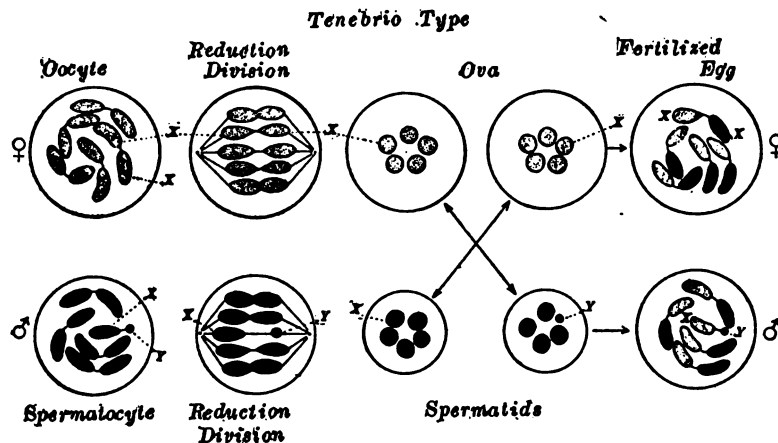 Tenebrio Type
Oocyte
Reduction
Division
Ova
Fertilized
Egg
♀
X
X
X
X
X
X
♀
♂
X
Y
X
Y
X
Y
X
Y
♂
Spermatocyte
Reduction
Division
Spermatids